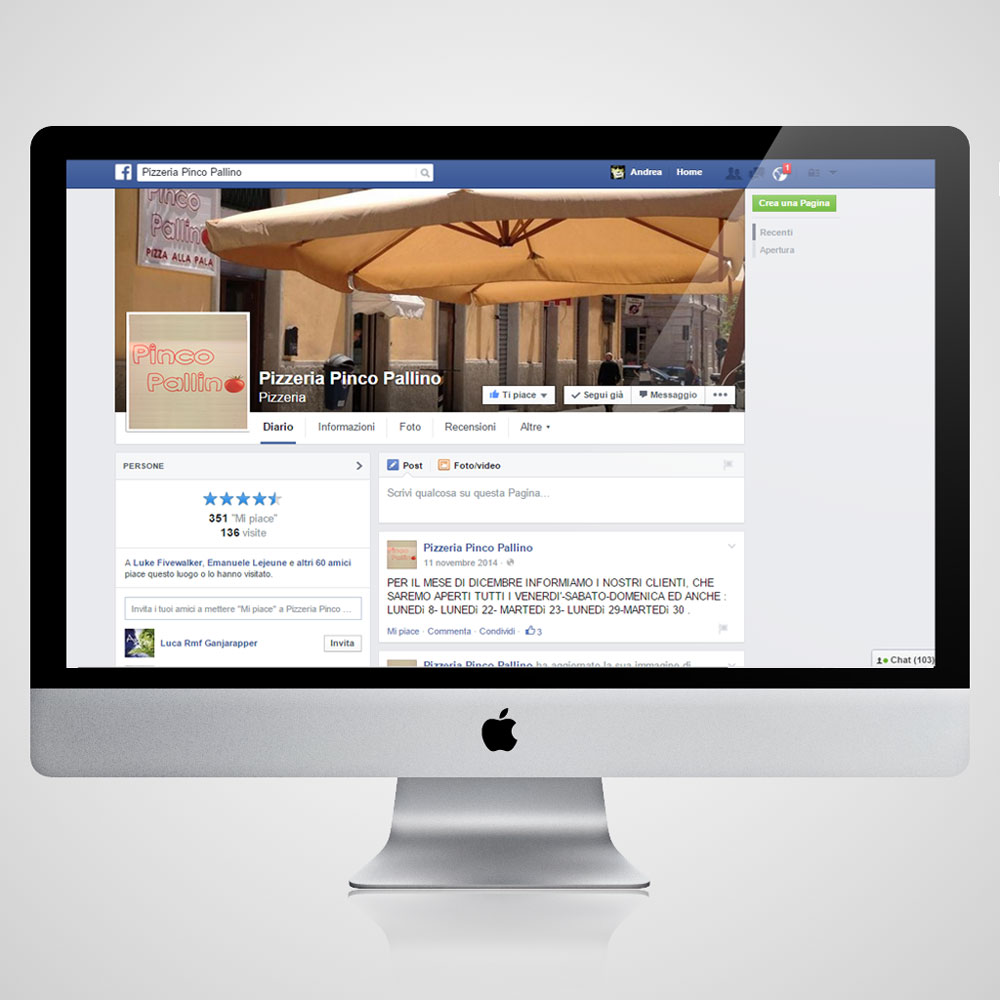 Pizzeria Pinco Pallino
Andrea
Home
1
Crea una Pagina
Recenti
Apertura
Pinco
Pallino
PIZZA ALLA PALA
Pinco
Pallino
Pizzeria Pinco Pallino
Pizzeria
Ti piace
Segui già
Messaggio
Diario
Informazioni
Foto
Recensioni
Altre
PERSONE
351 "Mi piace"
136 visite
A Luke Fivewalker, Emanuele Lejeune e altri 60 amici
piace questo luogo o lo hanno visitato.
Invita i tuoi amici a mettere "Mi piace" a Pizzeria Pinco ...
Luca Rmf Ganjarapper
Invita
Post
Foto/video
Scrivi qualcosa su questa Pagina...
Pizzeria Pinco Pallino
11 novembre 2014 ·
PER IL MESE DI DICEMBRE INFORMIAMO I NOSTRI CLIENTI, CHE
SAREMO APERTI TUTTI I VENERDI'-SABATO-DOMENICA ED ANCHE :
LUNEDì 8- LUNEDì 22- MARTEDì 23- LUNEDì 29-MARTEDì 30 .
Mi piace · Commenta · Condividi · 3
Pizzeria Pinco Pallino ha aggiornato la sua immagine di
Chat (103)